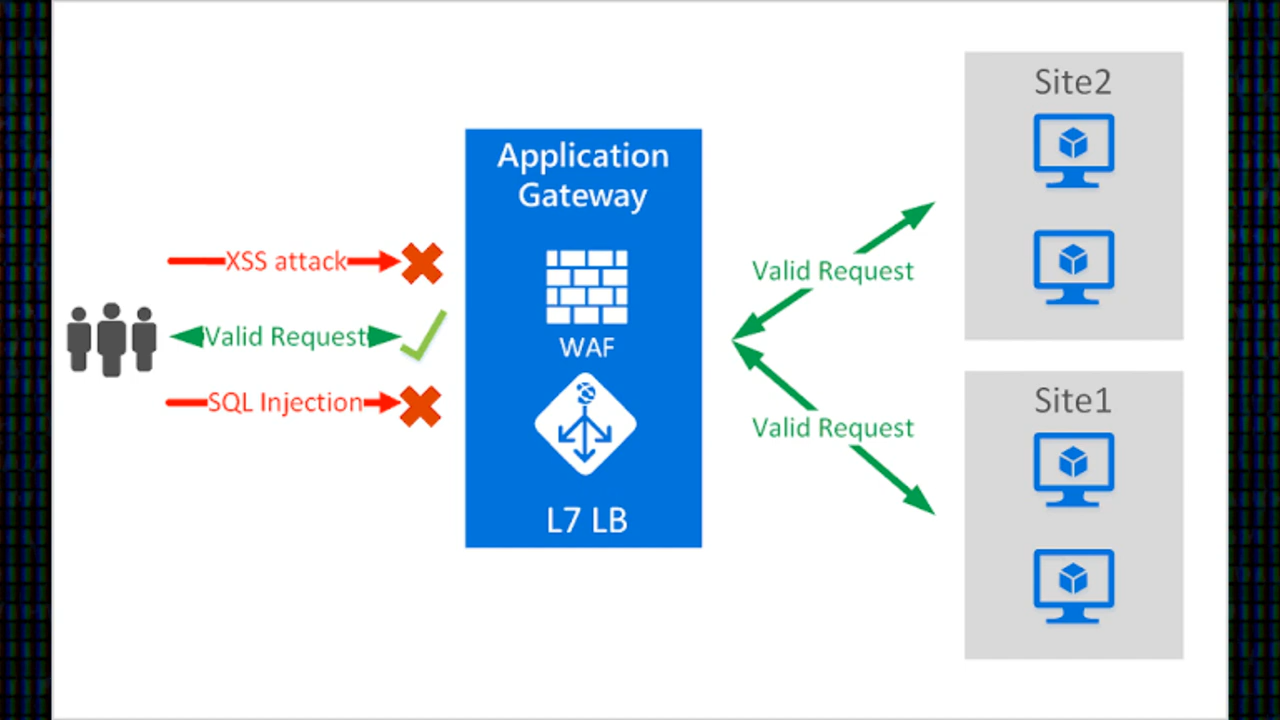 XSS attack
Valid Request
SQL Injection
Application
Gateway
WAF
L7 LB
Valid Request
Valid Request
Site2
Site1